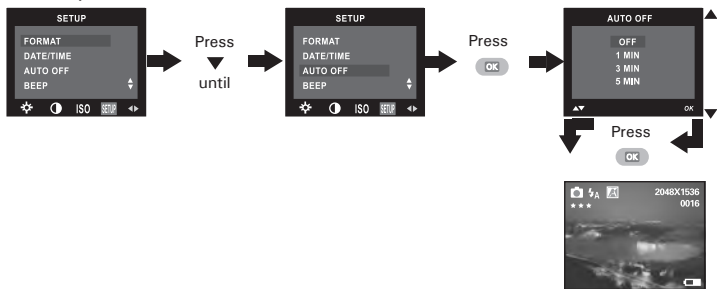 SETUP
FORMAT
DATE/TIME
AUTO OFF
BEEP
ISO SETUP
Press
until
SETUP
FORMAT
DATE/TIME
AUTO OFF
BEEP
ISO SETUP
Press
OK
AUTO OFF
OFF
1 MIN
3 MIN
5 MIN
OK
Press
OK
A 2048X1536
★★★ 0016